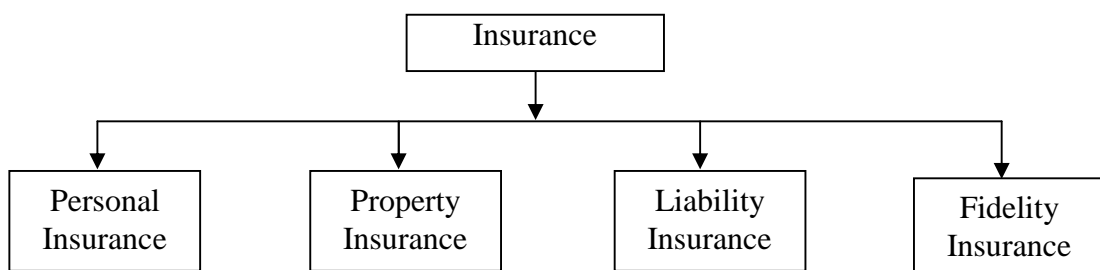 Insurance
Personal
Insurance
Property
Insurance
Liability
Insurance
Fidelity
Insurance